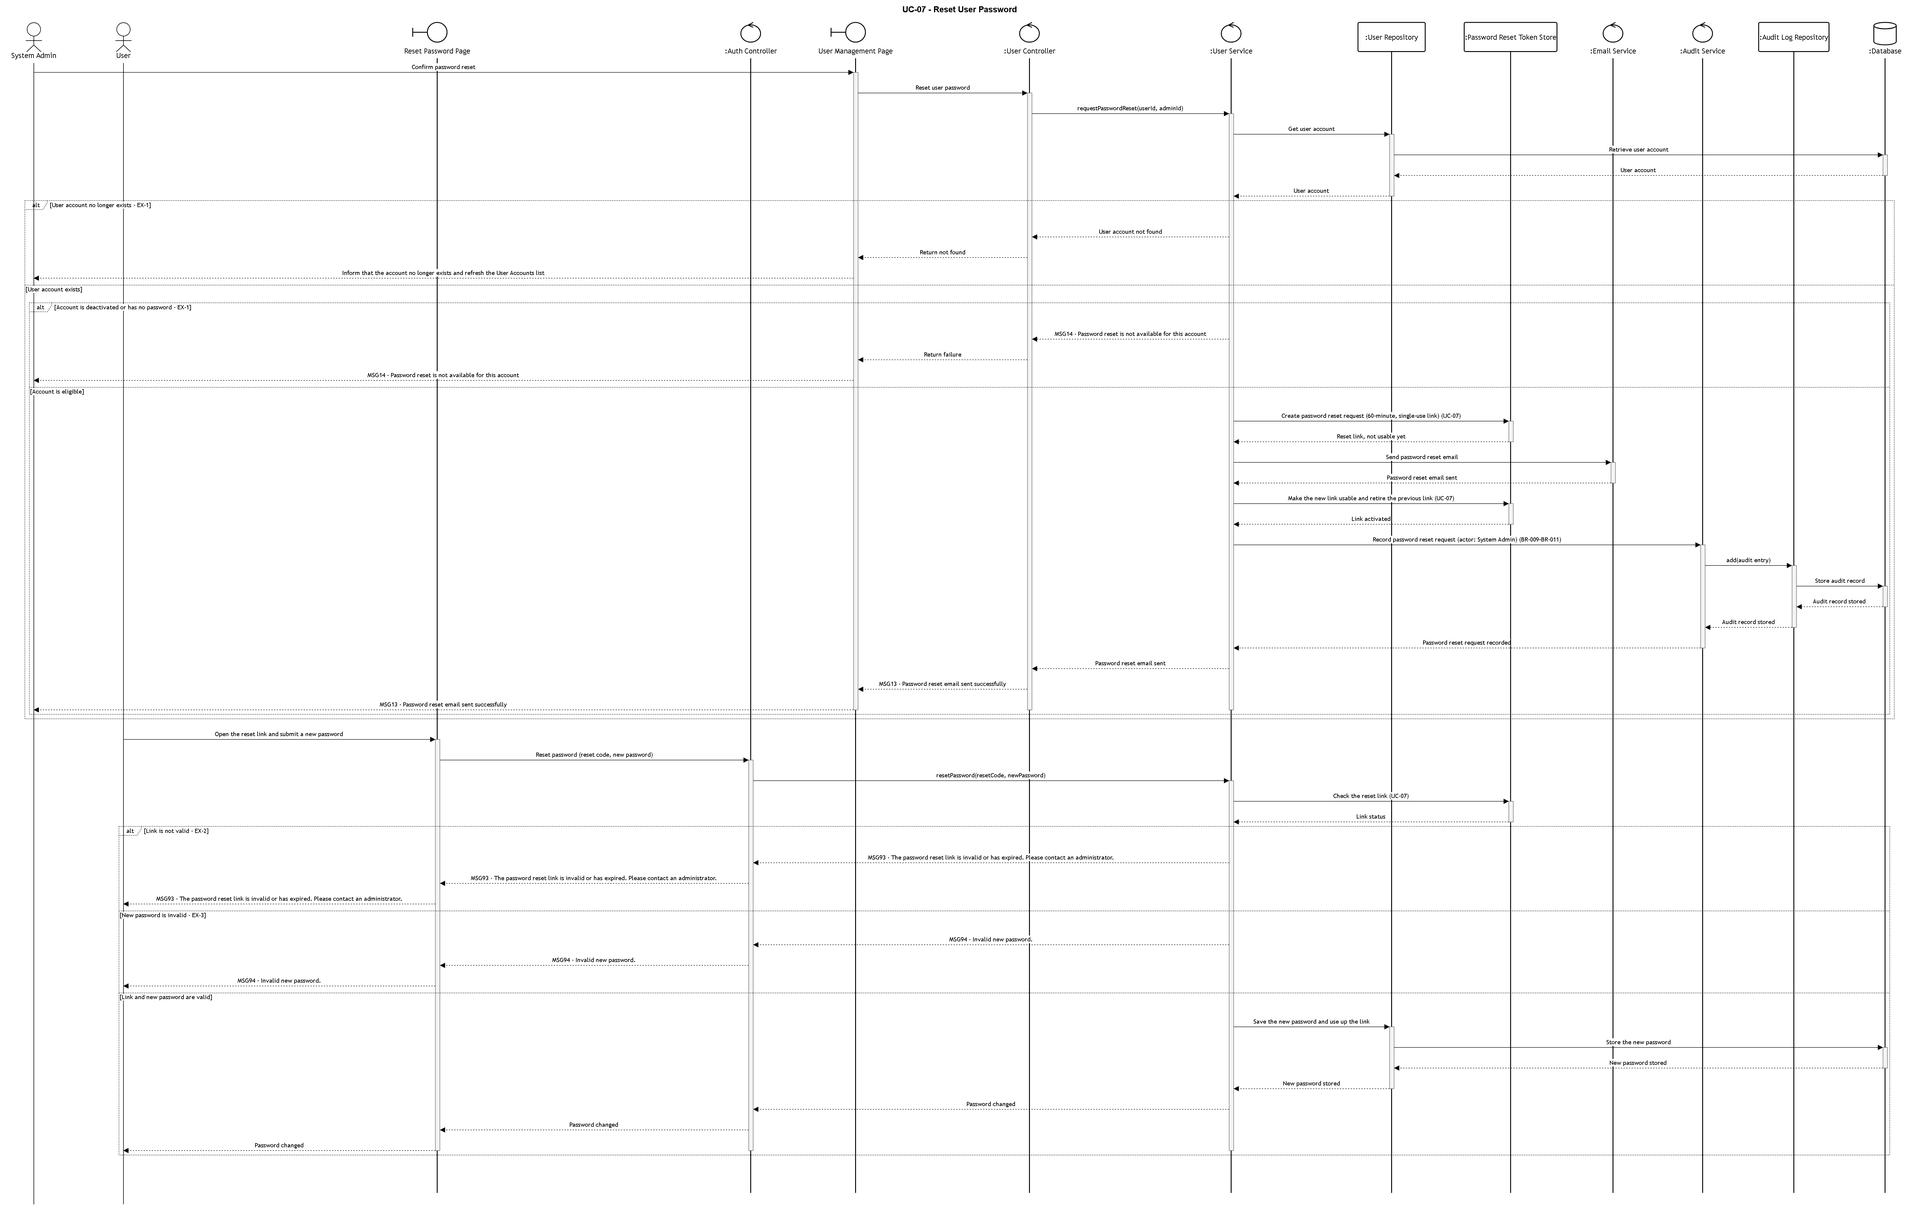 UC-07 - Reset User Password
System Admin
User
Reset Password Page
:Auth Controller
User Management Page
:User Controller
:User Service
:User Repository
:Password Reset Token Store
:Email Service
:Audit Service
:Audit Log Repository
:Database
Confirm password reset
Reset user password
requestPasswordReset(userId, adminId)
Get user account
Retrieve user account
User account
User account
alt [User account no longer exists - EX-1]
User account not found
Return not found
Inform that the account no longer exists and refresh the User Accounts list
[User account exists]
alt [Account is deactivated or has no password - EX-1]
MSG14 - Password reset is not available for this account
Return failure
MSG14 - Password reset is not available for this account
[Account is eligible]
Create password reset request (60-minute, single-use link) (UC-07)
Reset link, not usable yet
Send password reset email
Password reset email sent
Make the new link usable and retire the previous link (UC-07)
Link activated
Record password reset request (actor: System Admin) (BR-009-BR-011)
add(audit entry)
Store audit record
Audit record stored
Audit record stored
Password reset request recorded
Password reset email sent
MSG13 - Password reset email sent successfully
MSG13 - Password reset email sent successfully
Open the reset link and submit a new password
Reset password (reset code, new password)
resetPassword(resetCode, newPassword)
Check the reset link (UC-07)
Link status
alt [Link is not valid - EX-2]
MSG93 - The password reset link is invalid or has expired. Please contact an administrator.
MSG93 - The password reset link is invalid or has expired. Please contact an administrator.
MSG93 - The password reset link is invalid or has expired. Please contact an administrator.
[New password is invalid - EX-3]
MSG94 - Invalid new password.
MSG94 - Invalid new password.
MSG94 - Invalid new password.
[Link and new password are valid]
Save the new password and use up the link
Store the new password
New password stored
New password stored
Password changed
Password changed
Password changed